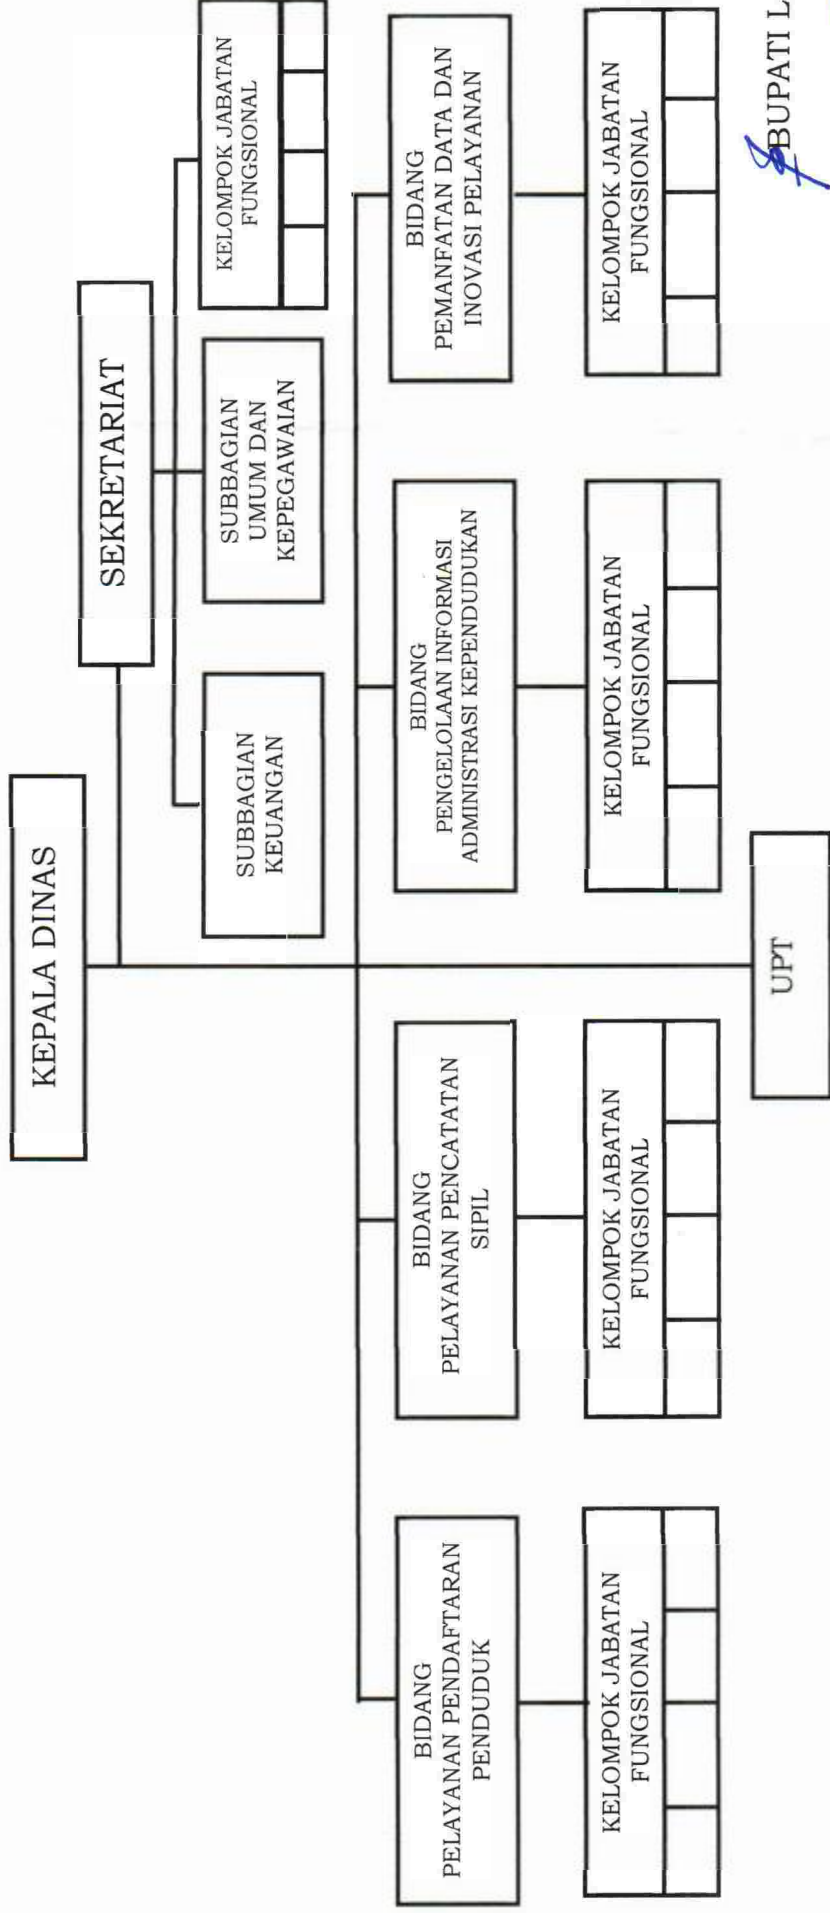 KEPALA DINAS
SEKRETARIAT
SUBBAGIAN
KEUANGAN
SUBBAGIAN
UMUM DAN
KEPEGAWAIAN
KELOMPOK JABATAN
FUNGSIONAL
BIDANG
PELAYANAN PENDAFTARAN
PENDUDUK
BIDANG
PELAYANAN PENCATATAN
SIPIL
BIDANG
PENGELOLAAN INFORMASI
ADMINISTRASI KEPENDUDUKAN
BIDANG
PEMANFATAN DATA DAN
INOVASI PELAYANAN
KELOMPOK JABATAN
FUNGSIONAL
KELOMPOK JABATAN
FUNGSIONAL
KELOMPOK JABATAN
FUNGSIONAL
KELOMPOK JABATAN
FUNGSIONAL
UPT
BUPATI L